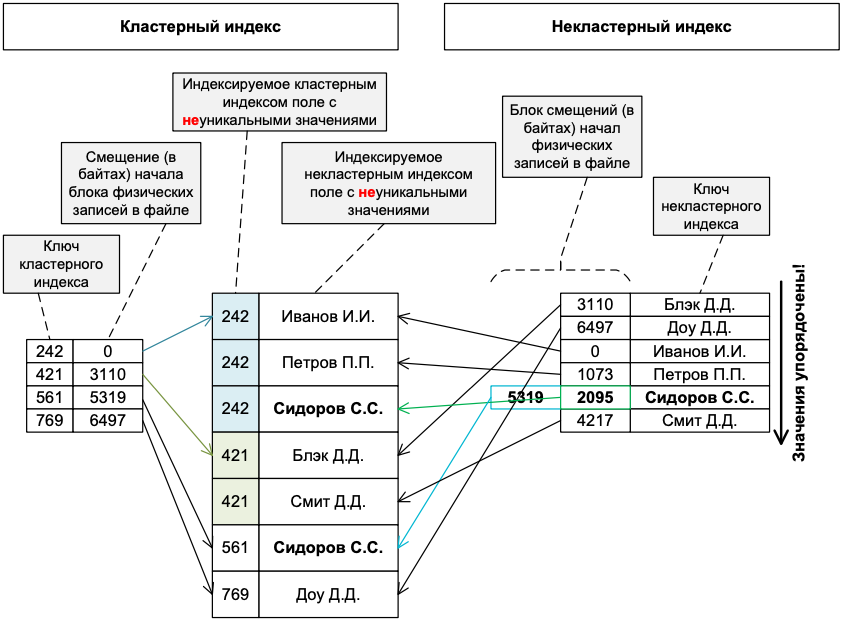 Кластерный индекс
Некластерный индекс
Индексируемое кластерным
индексом поле с
неуникальными значениями
Блок смещений (в
байтах) начал
физических
записей в файле
Смещение (в
байтах) начала
блока физических
записей в файле
Индексируемое
некластерным индексом
поле с неуникальными
значениями
Ключ
некластерного
индекса
Ключ
кластерного
индекса
242 0
421 3110
561 5319
769 6497
242 Иванов И.И.
242 Петров П.П.
242 Сидоров С.С.
421 Блэк Д.Д.
421 Смит Д.Д.
561 Сидоров С.С.
769 Доу Д.Д.
3110 Блэк Д.Д.
6497 Доу Д.Д.
0 Иванов И.И.
1073 Петров П.П.
5319 2095 Сидоров С.С.
4217 Смит Д.Д.
Значения упорядочены!